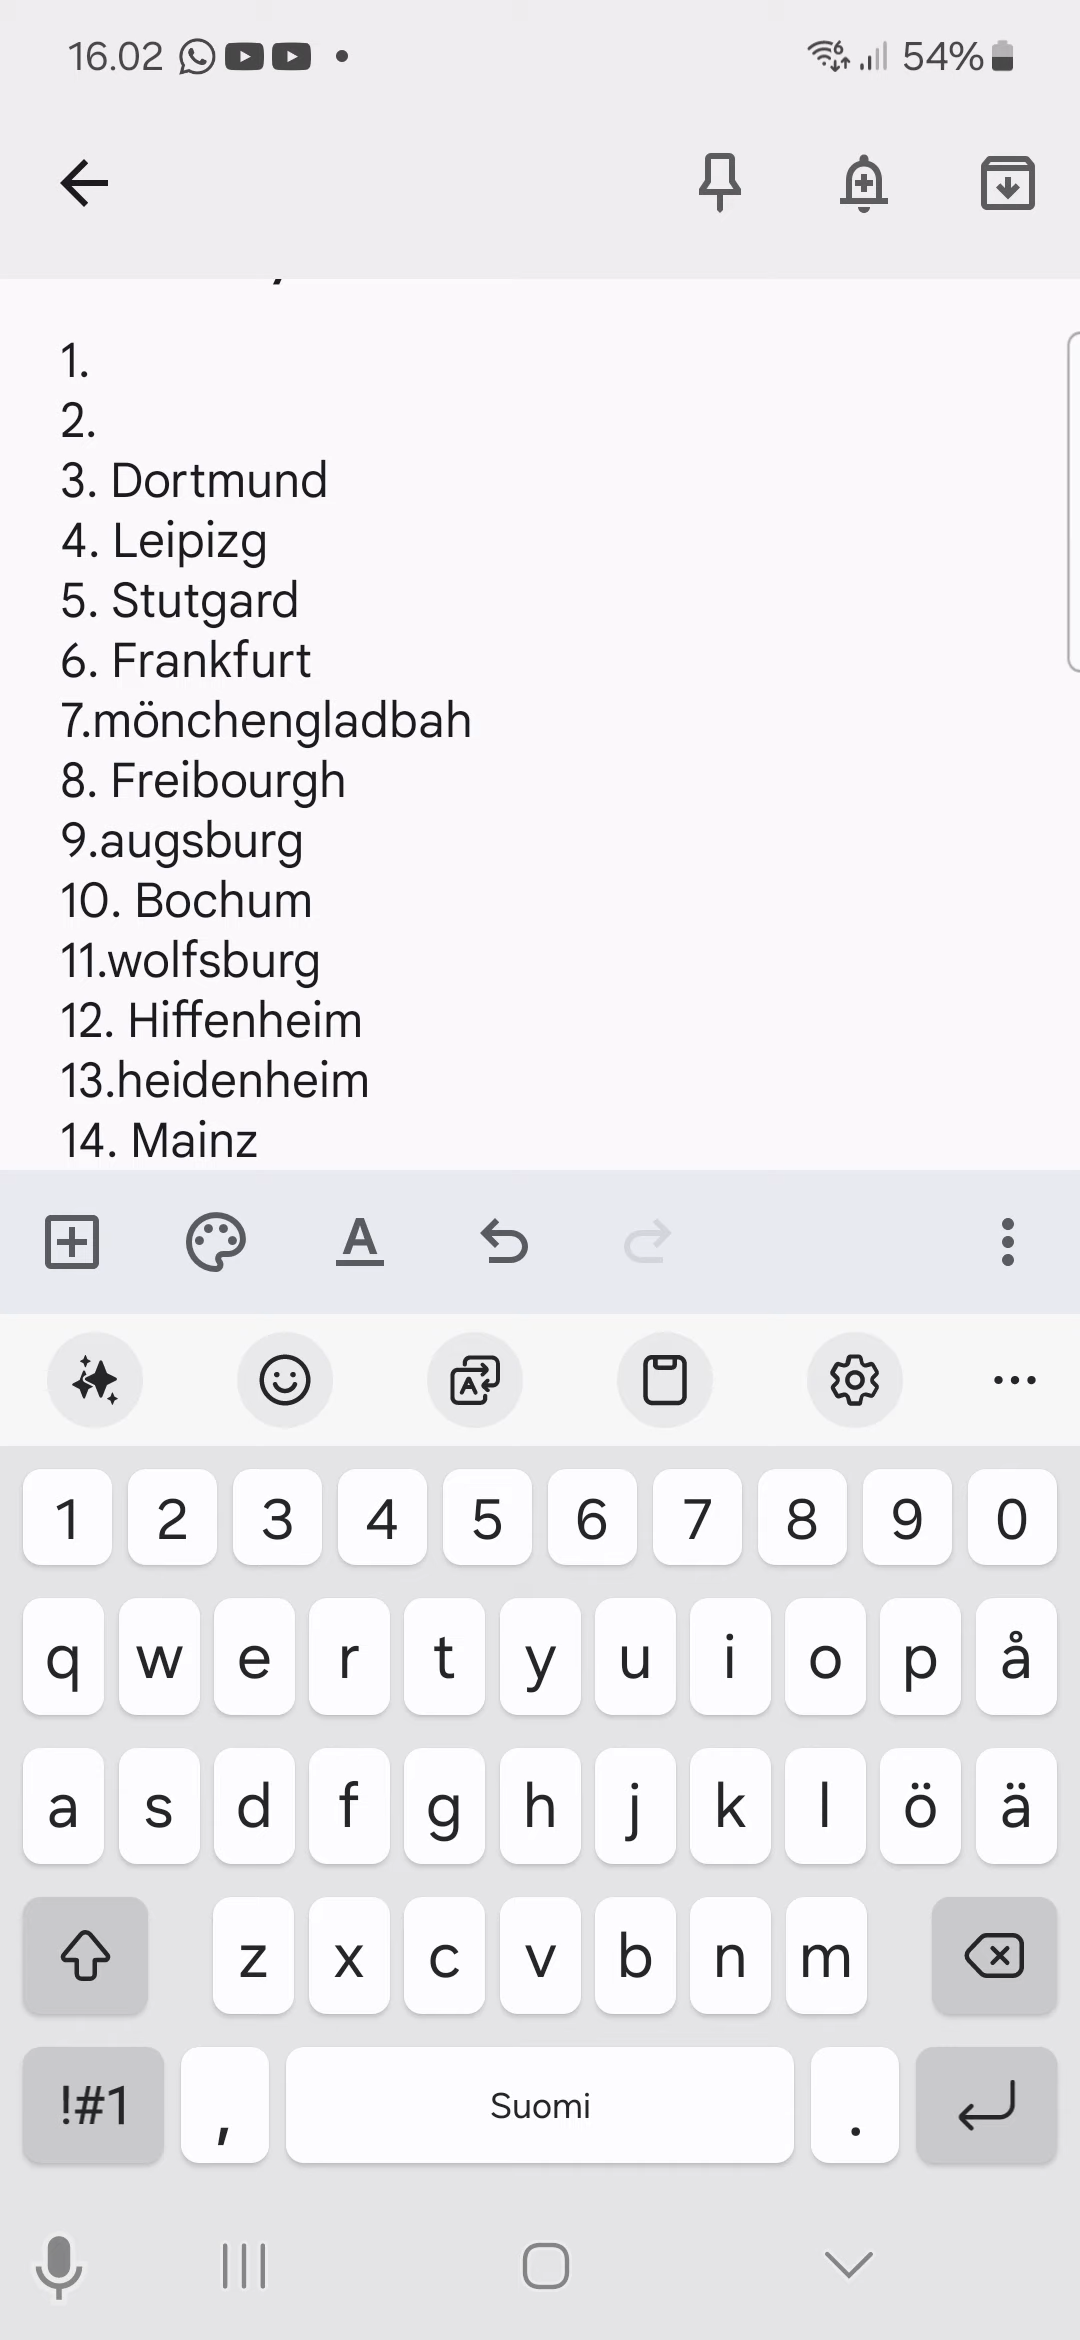 16.02 54%
1.
2.
3. Dortmund
4. Leipizg
5. Stutgard
6. Frankfurt
7.mönchengladbah
8. Freibourgh
9.augsburg
10. Bochum
11.wolfsburg
12. Hiffenheim
13.heidenheim
14. Mainz
A
1 2 3 4 5 6 7 8 9 0
q w e r t y u i o p å
a s d f g h j k l ö ä
z x c v b n m
!#1 , Suomi .